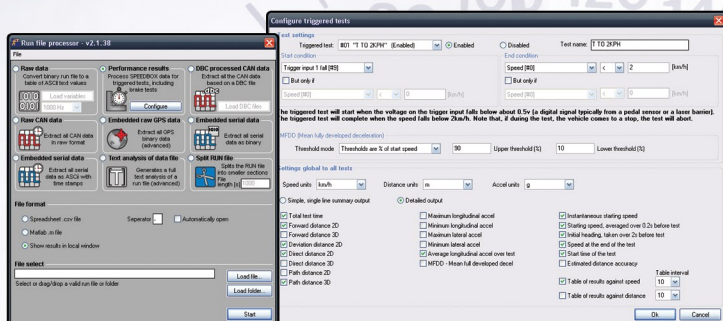 Run file processor - v2.1.38
File
Raw data
Convert binary run file to a table of ASCII text values
Load variables
1000 Hz
Performance results
Process SPEEDBOX data for triggered tests, including brake tests
Configure
DBC processed CAN data
Extract all the CAN data based on a DBC file
Load DBC files
Raw CAN data
Extract all CAN data in raw format
Embedded raw GPS data
Extract all GPS binary data (advanced)
Embedded serial data
Extract all serial data as binary
Embedded serial data
Extract all serial data as ASCII with time stamps
Text analysis of data file
Generates a full text analysis of a run file (advanced)
Split RUN file
Splits the RUN file into smaller sections
File length [s] 1000
File format
Spreadsheet .csv file
Seperator
Automatically open
Matlab .m file
Show results in local window
File select
Select or drag/drop a valid run file or folder
Load file...
Load folder...
Start
Configure triggered tests
Test settings
Triggered test: #01 "T TO 2KPH" (Enabled)
Enabled
Disabled
Test name: T TO 2KPH
Start condition
Trigger input 1 fall [#9]
But only if
Speed [#0] < 0 [km/h]
End condition
Speed [#0] < 2 [km/h]
But only if
Speed [#0] < 0 [km/h]
he triggered test will start when the voltage on the trigger input falls below about 0.5v (a digital signal typically from a pedal sensor or a laser barrier).
he triggered test will complete when the speed falls below 2km/h. Note that, if during the test, the vehicle comes to a stop, the test will abort.
MFDD (Mean fully developed deceleration)
Threshold mode Thresholds are % of start speed 90 Upper threshold (%) 10 Lower threshold (%)
Settings global to all tests
Speed units km/h Distance units m Accel units g
Simple, single line summary output
Detailed output
Total test time
Forward distance 2D
Forward distance 3D
Deviation distance 2D
Direct distance 2D
Direct distance 3D
Path distance 2D
Path distance 3D
Maximum longitudinal accel
Minimum longitudinal accel
Maximum lateral accel
Minimum lateral accel
Average longitudinal accel over test
MFDD - Mean fully developed decel
Instantaneous starting speed
Starting speed, averaged over 0.2s before test
Initial heading, taken over 2s before test
Speed at the end of the test
Start time of the test
Estimated distance accuracy
Table interval
Table of results against speed 10
Table of results against distance 10
Ok
Cancel